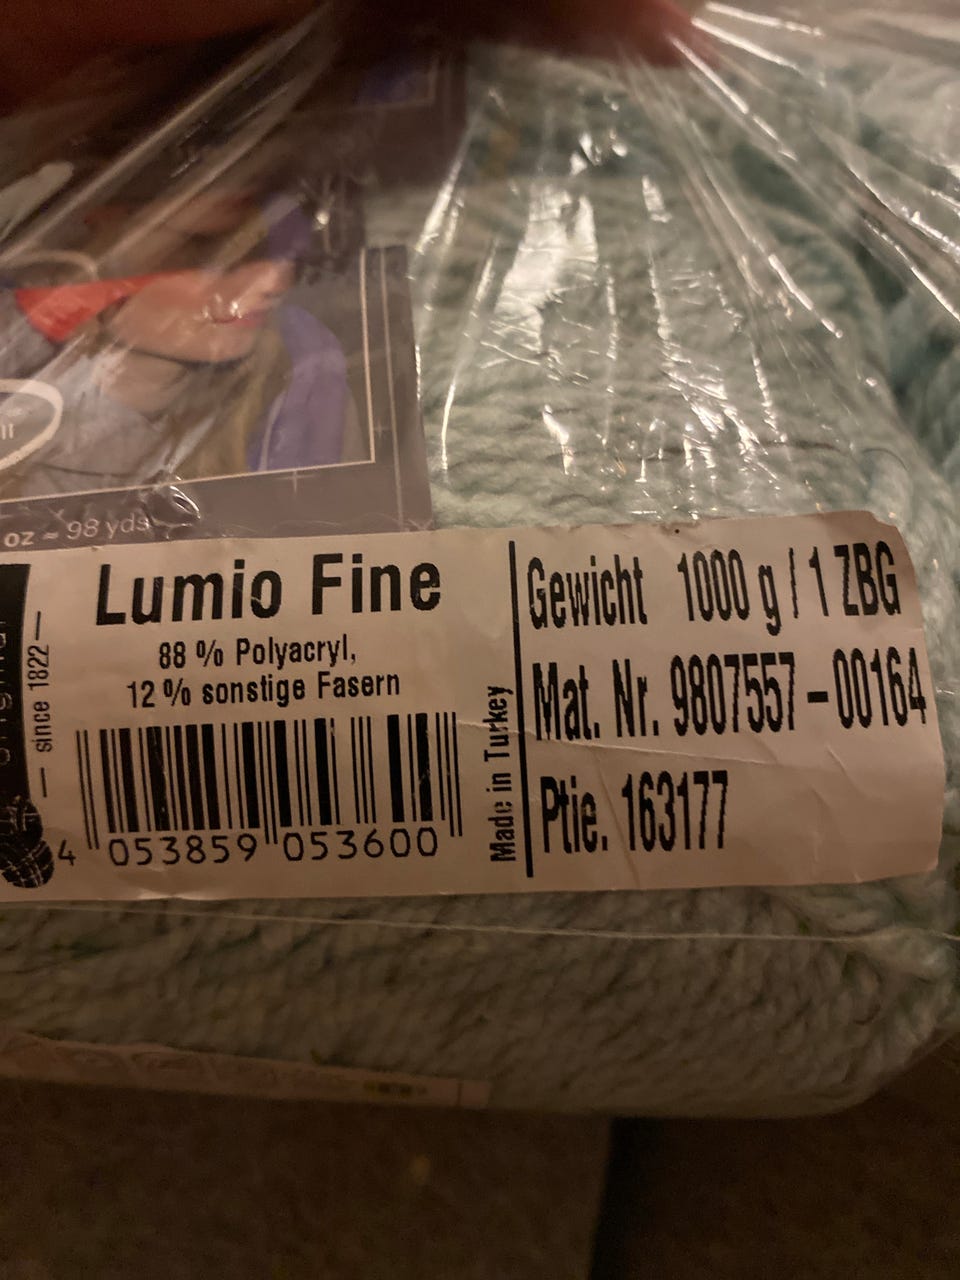 oz ~ 98 yds
since 1822
Lumio Fine
88 % Polyacryl,
12 % sonstige Fasern
4 053859 053600
Made in Turkey
Gewicht 1000 g / 1 ZBG
Mat. Nr. 9807557 - 00164
Ptie. 163177